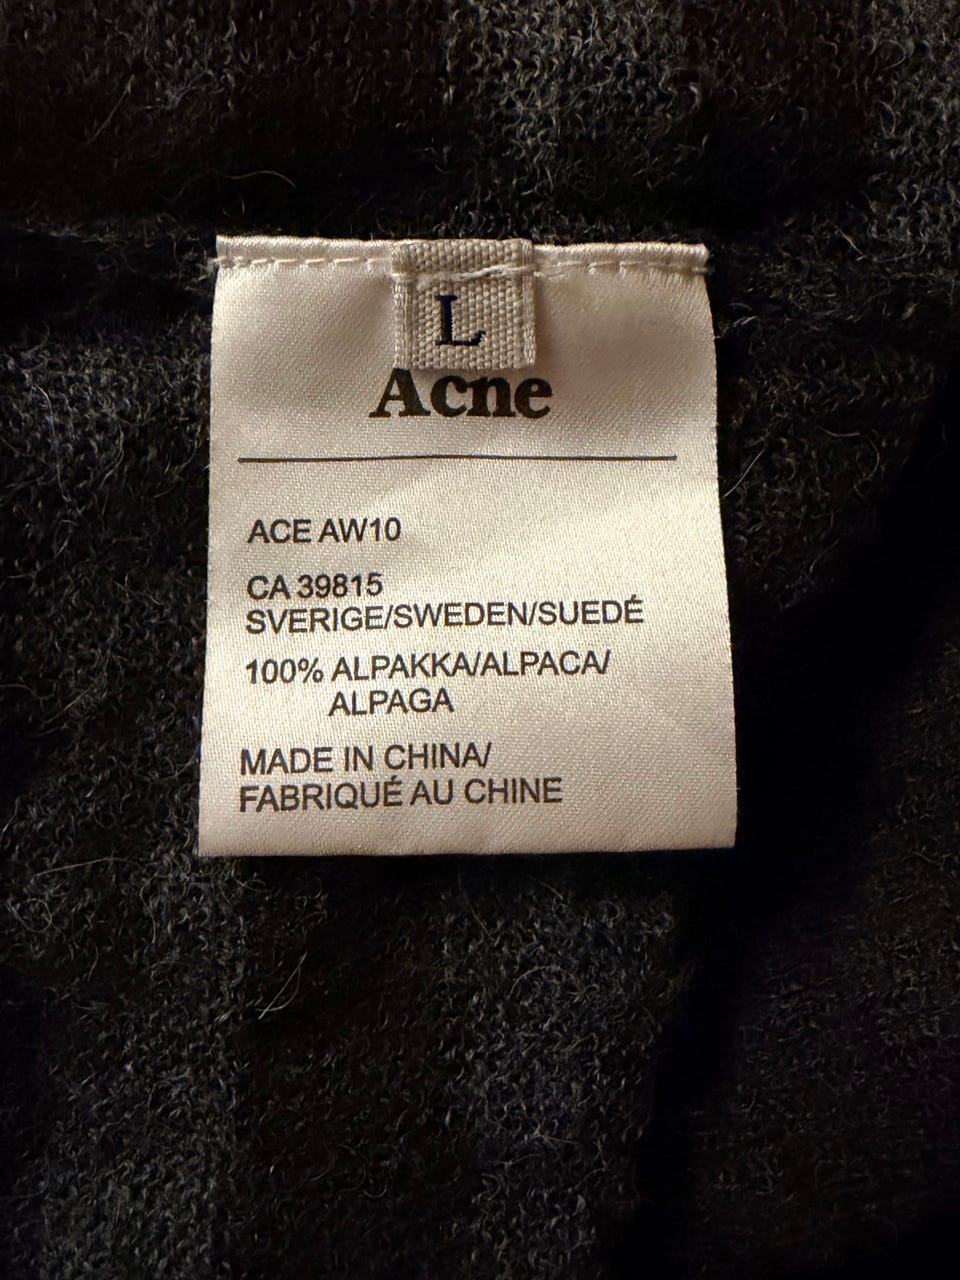 L
Acne
ACE AW10
CA 39815
SVERIGE/SWEDEN/SUEDÉ
100% ALPAKKA/ALPACA/
ALPAGA
MADE IN CHINA/
FABRIQUÉ AU CHINE